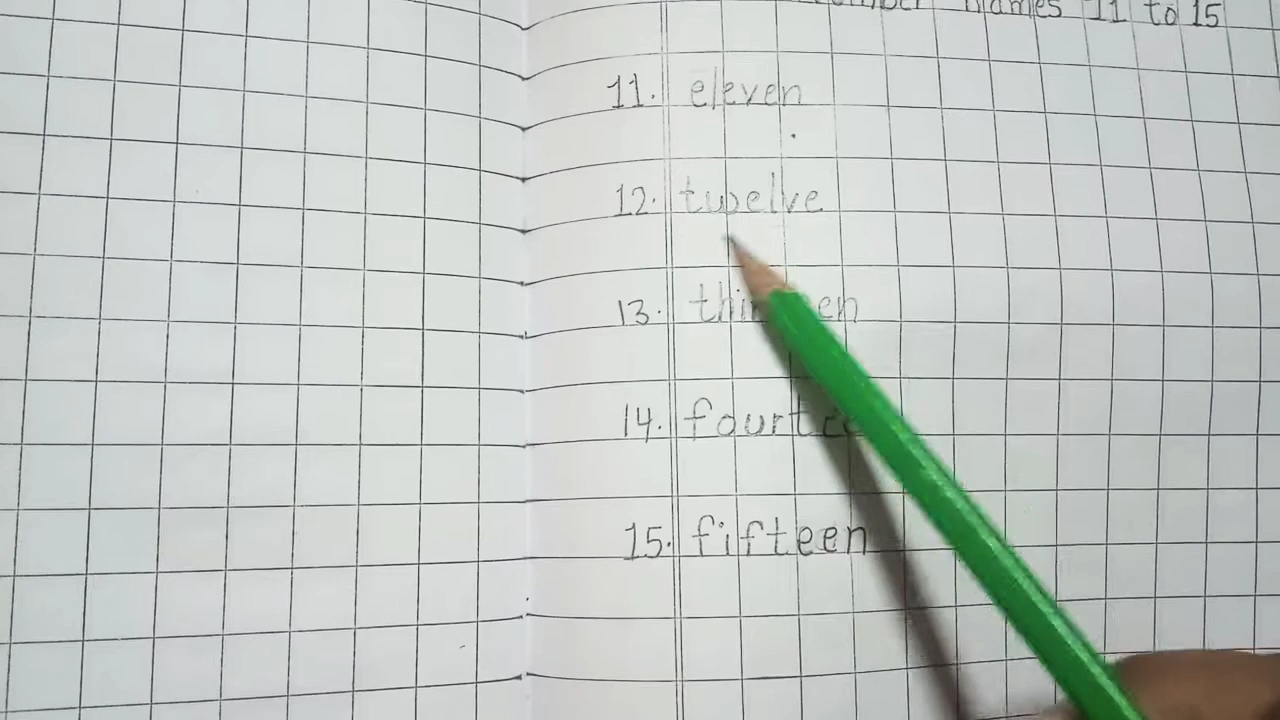 Names 11 to 15
11. eleven
12. twelve
13.
14.
15. fifteen